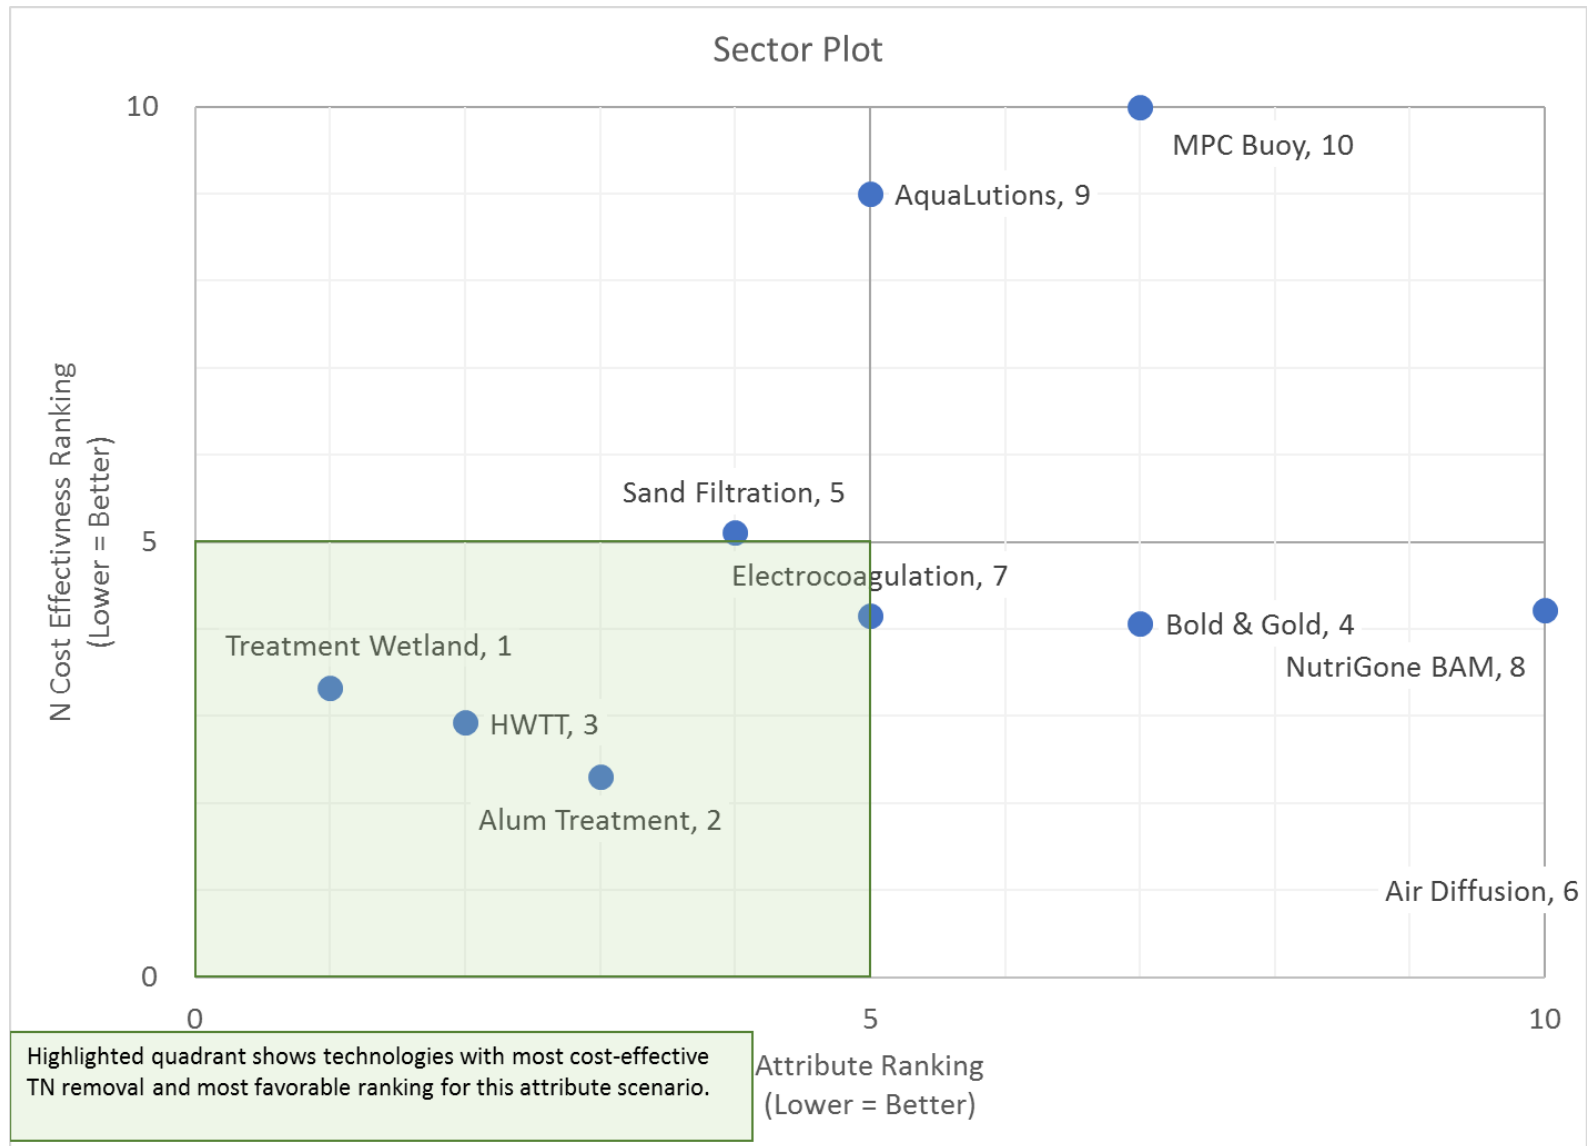 Sector Plot
10
MPC Buoy, 10
AquaLutions, 9
N Cost Effectivness Ranking
(Lower = Better)
Sand Filtration, 5
5
Electrocoagulation, 7
Bold & Gold, 4
Treatment Wetland, 1
NutriGone BAM, 8
HWTT, 3
Alum Treatment, 2
Air Diffusion, 6
0
0
5
10
Attribute Ranking
(Lower = Better)
Highlighted quadrant shows technologies with most cost-effective
TN removal and most favorable ranking for this attribute scenario.